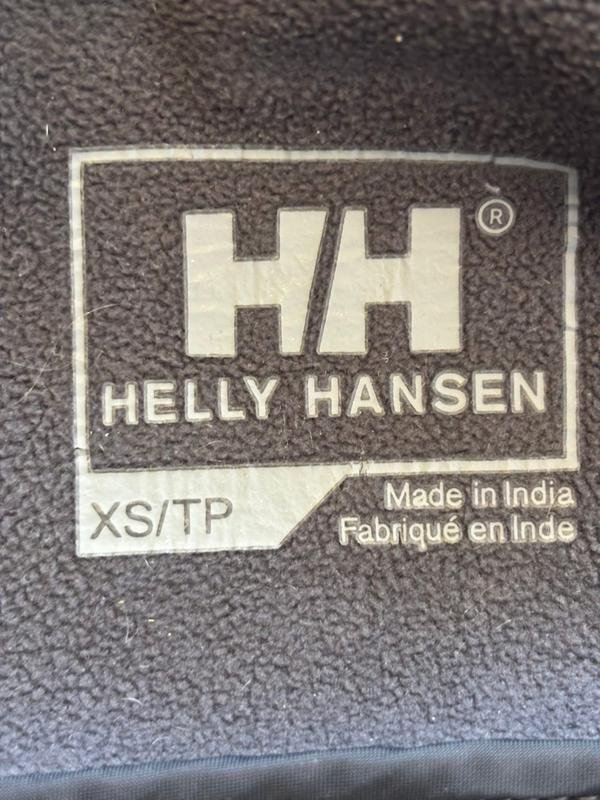 HH®
HELLY HANSEN
XS/TP
Made in India
Fabriqué en Inde